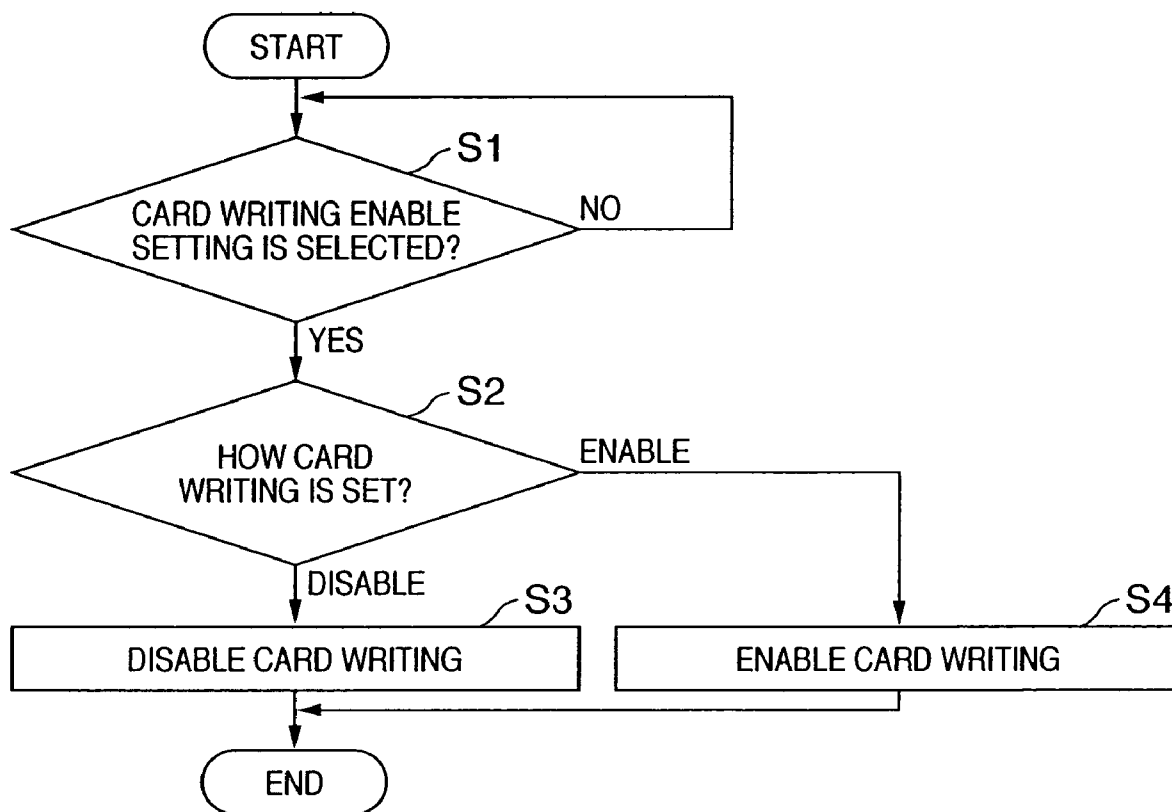 START
S1
CARD WRITING ENABLE
SETTING IS SELECTED?
NO
YES
S2
HOW CARD
WRITING IS SET?
ENABLE
DISABLE
S3
DISABLE CARD WRITING
S4
ENABLE CARD WRITING
END